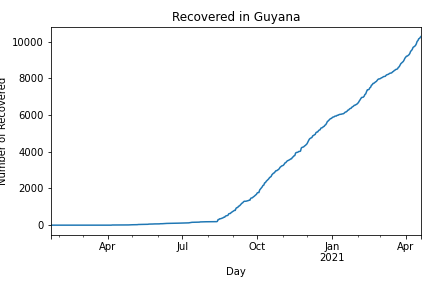 Recovered in Guyana
Number of Recovered
10000
8000
6000
4000
2000
0
Apr
Jul
Oct
Jan
2021
Apr
Day